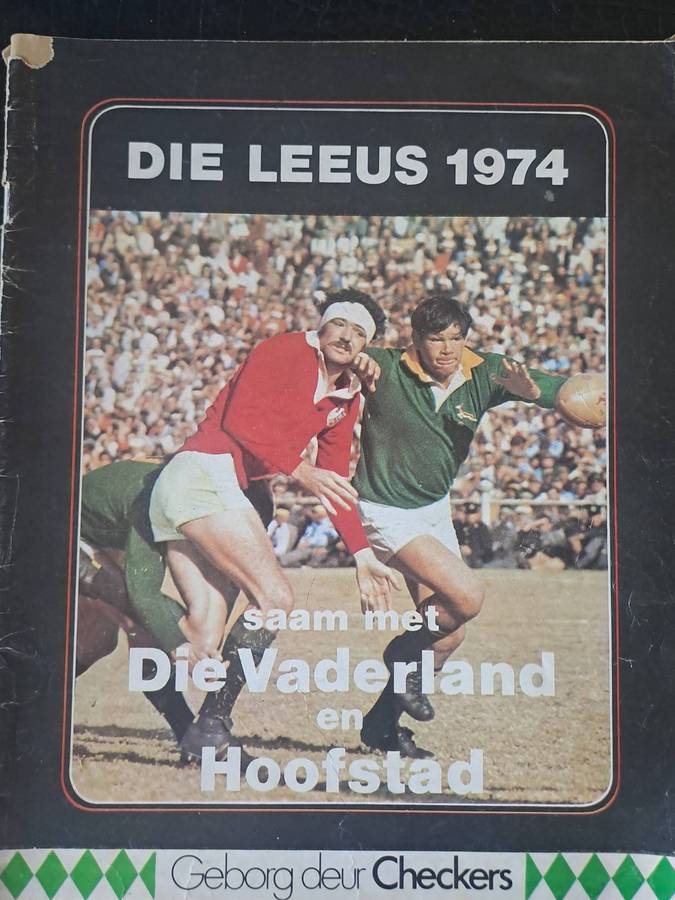 DIE LEEUS 1974
saam met
Die Vaderland
en
Hoofstad
Geborg deur Checkers